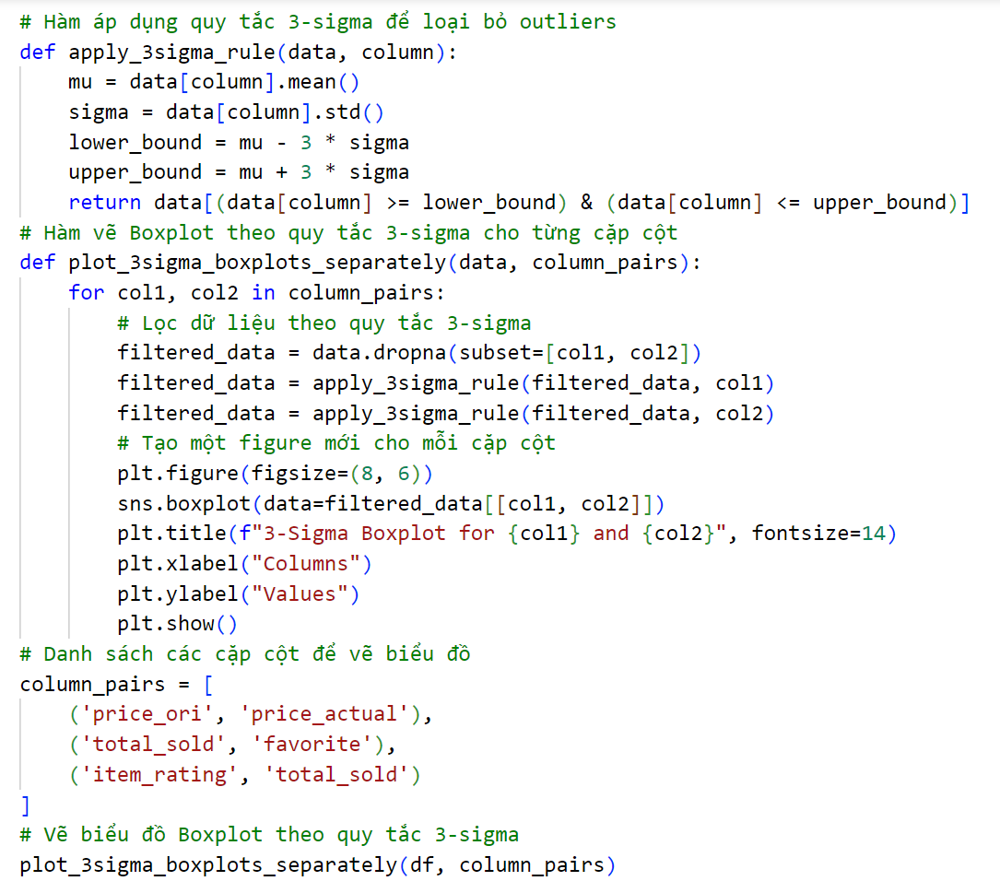 # Hàm áp dụng quy tắc 3-sigma để loại bỏ outliers
def apply_3sigma_rule(data, column):
    mu = data[column].mean()
    sigma = data[column].std()
    lower_bound = mu - 3 * sigma
    upper_bound = mu + 3 * sigma
    return data[(data[column] >= lower_bound) & (data[column] <= upper_bound)]
# Hàm vẽ Boxplot theo quy tắc 3-sigma cho từng cặp cột
def plot_3sigma_boxplots_separately(data, column_pairs):
    for col1, col2 in column_pairs:
        # Lọc dữ liệu theo quy tắc 3-sigma
        filtered_data = data.dropna(subset=[col1, col2])
        filtered_data = apply_3sigma_rule(filtered_data, col1)
        filtered_data = apply_3sigma_rule(filtered_data, col2)
        # Tạo một figure mới cho mỗi cặp cột
        plt.figure(figsize=(8, 6))
        sns.boxplot(data=filtered_data[[col1, col2]])
        plt.title(f"3-Sigma Boxplot for {col1} and {col2}", fontsize=14)
        plt.xlabel("Columns")
        plt.ylabel("Values")
        plt.show()
# Danh sách các cặp cột để vẽ biểu đồ
column_pairs = [
    ('price_ori', 'price_actual'),
    ('total_sold', 'favorite'),
    ('item_rating', 'total_sold')
]
# Vẽ biểu đồ Boxplot theo quy tắc 3-sigma
plot_3sigma_boxplots_separately(df, column_pairs)